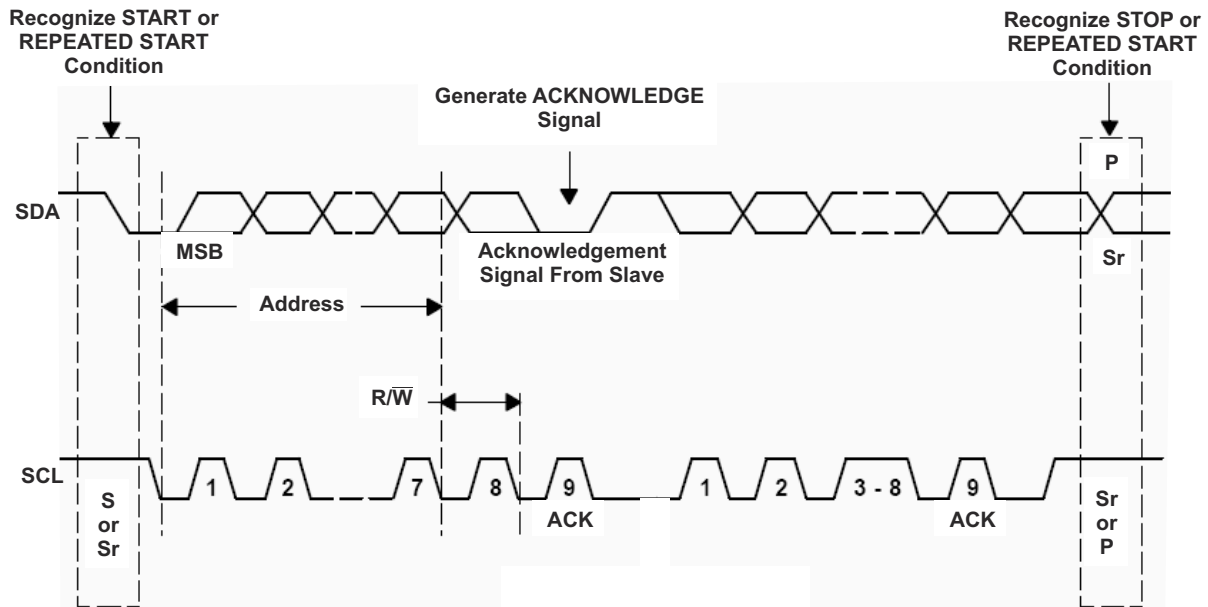 Recognize START or
REPEATED START
Condition
Recognize STOP or
REPEATED START
Condition
Generate ACKNOWLEDGE
Signal
P
SDA
MSB
Acknowledgement
Signal From Slave
Sr
Address
R/W̅
SCL
1
2
7
8
9
1
2
3 - 8
9
S
or
Sr
ACK
ACK
Sr
or
P